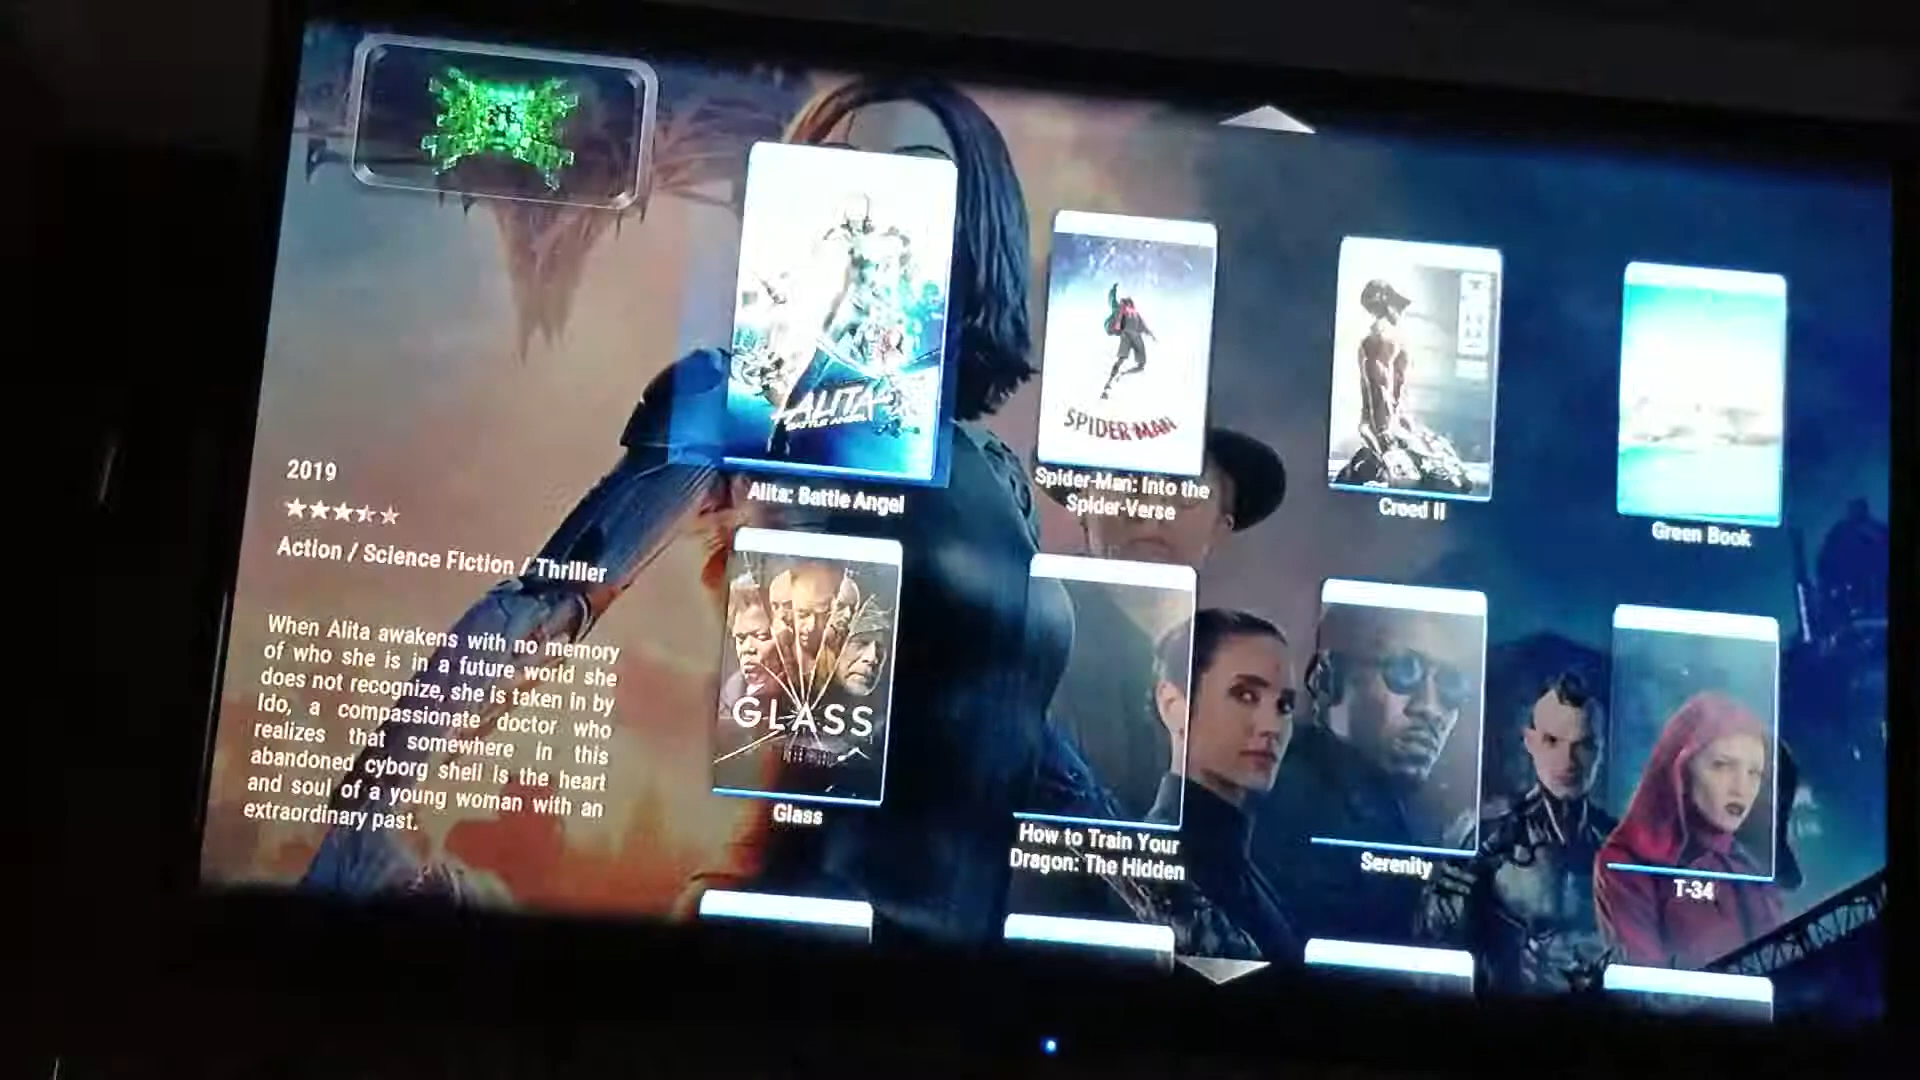 2019
Action / Science Fiction / Thriller
When Alita awakens with no memory
of who she is in a future world she
does not recognize, she is taken in by
Ido, a compassionate doctor who
realizes that somewhere in this
abandoned cyborg shell is the heart
and soul of a young woman with an
extraordinary past.
ALITA
BATTLE ANGEL
Alita: Battle Angel
SPIDER-MAN
Spider-Man: Into the
Spider-Verse
Creed II
Green Book
GLASS
Glass
How to Train Your
Dragon: The Hidden
Serenity
T-34